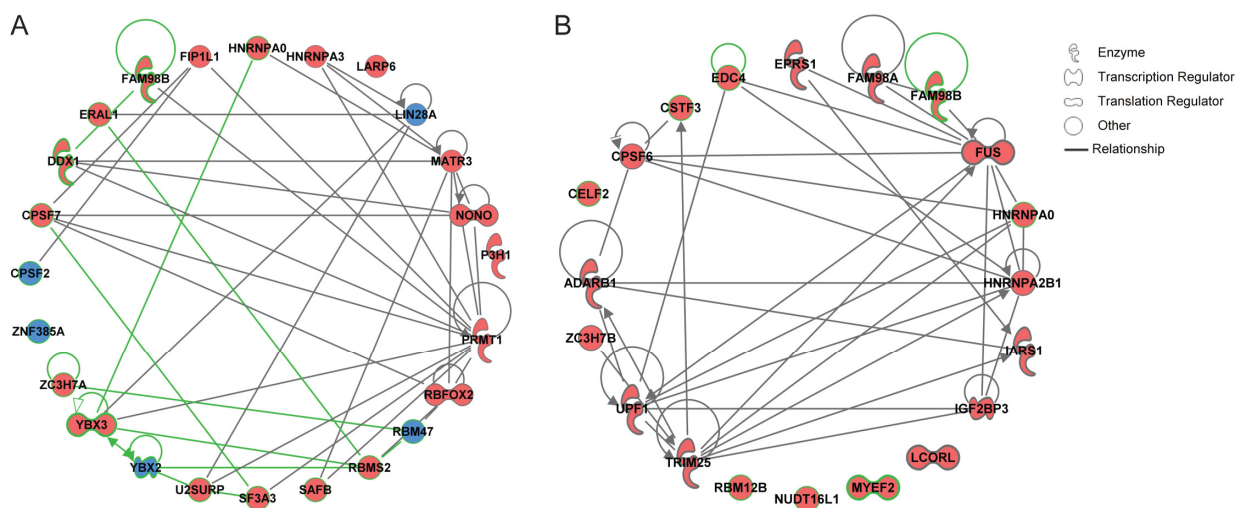 A
B
HNRNPA0
FIP1L1
HNRNPA3
LARP6
FAM98B
ERAL1
LIN28A
DDX1
MATR3
CPSF7
NONO
P3H1
CPSF2
ZNF385A
PRMT1
ZC3H7A
RBFOX2
YBX3
RBM47
YBX2
RBMS2
U2SURP
SF3A3
SAFB
EPRS1
FAM98A
EDC4
FAM98B
CSTF3
CPSF6
FUS
CELF2
HNRNPA0
ADARB1
HNRNPA2B1
ZC3H7B
IARS1
UPF1
IGF2BP3
TRIM25
LCORL
RBM12B
NUDT16L1
MYEF2
Enzyme
Transcription Regulator
Translation Regulator
Other
Relationship